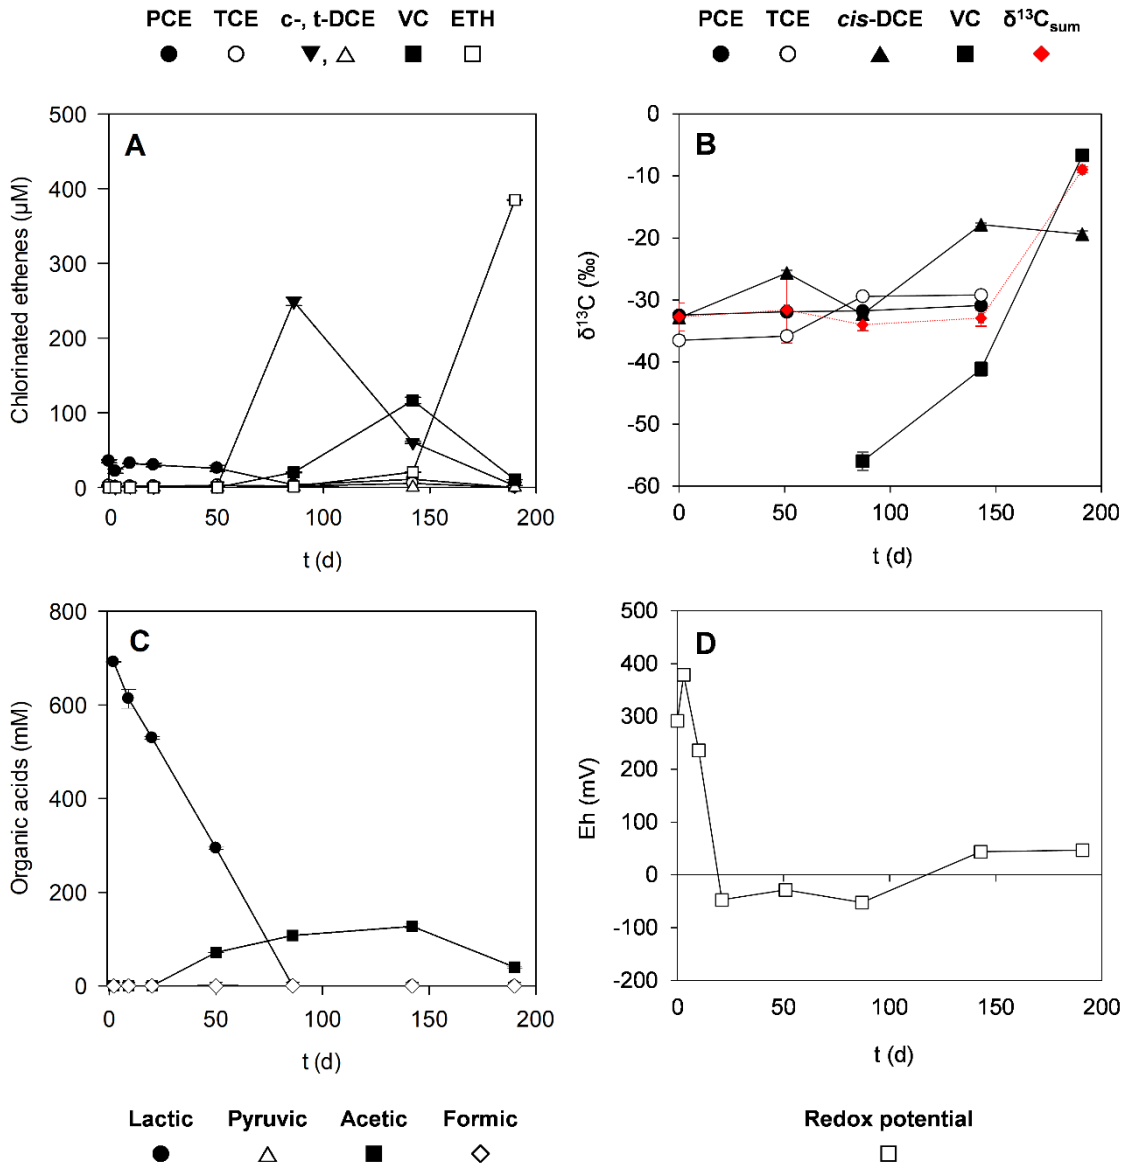 PCE TCE c-, t-DCE VC ETH
,
PCE TCE cis-DCE VC δ¹³Csum
A
Chlorinated ethenes (µM)
500
400
300
200
100
0
0 50 100 150 200
t (d)
B
δ¹³C (‰)
-0
-10
-20
-30
-40
-50
-60
0 50 100 150 200
t (d)
C
Organic acids (mM)
800
600
400
200
0
0 50 100 150 200
t (d)
D
Eh (mV)
500
400
300
200
100
0
-100
-200
0 50 100 150 200
t (d)
Lactic Pyruvic Acetic Formic
Redox potential